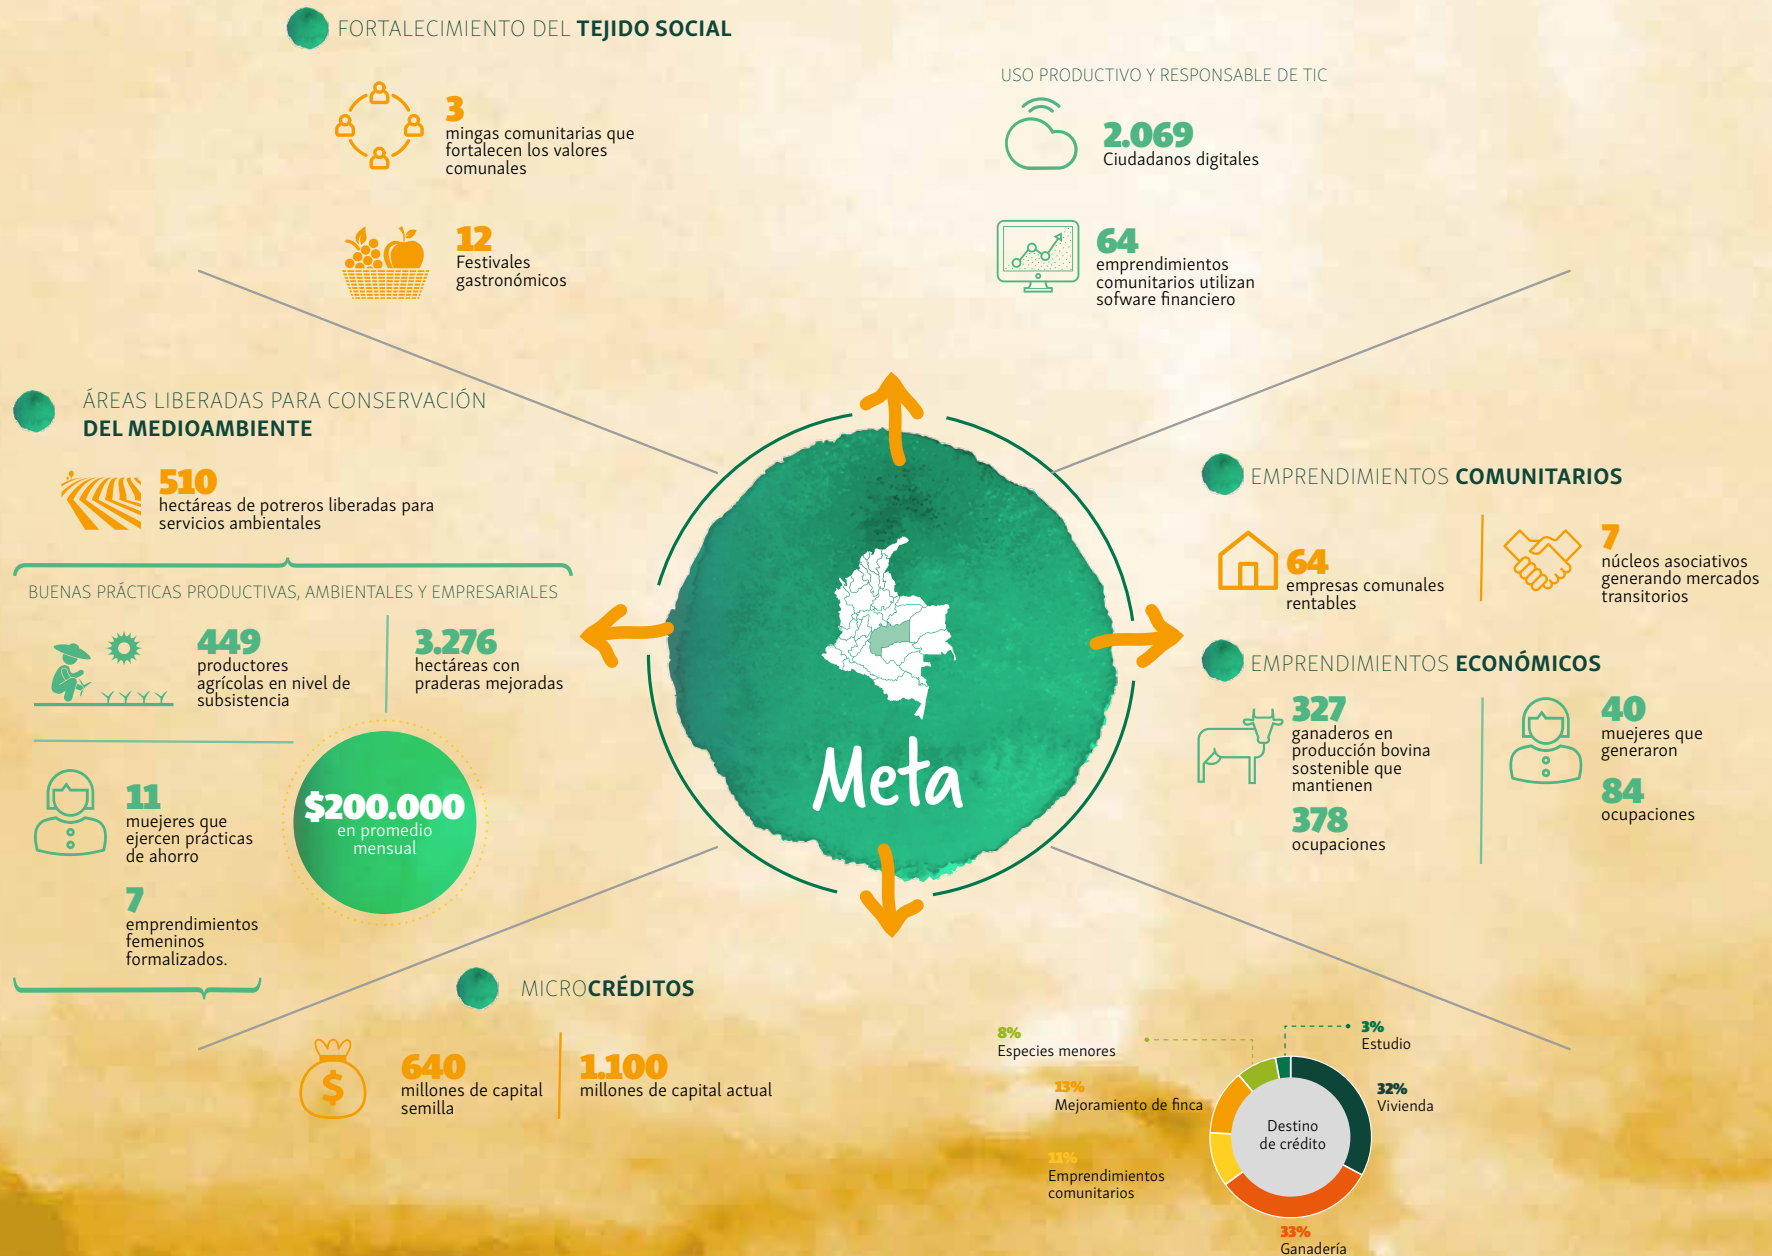 FORTALECIMIENTO DEL TEJIDO SOCIAL
3
mingas comunitarias que
fortalecen los valores
comunales
12
Festivales
gastronómicos
USO PRODUCTIVO Y RESPONSABLE DE TIC
2.069
Ciudadanos digitales
64
emprendimientos
comunitarios utilizan
sofware financiero
ÁREAS LIBERADAS PARA CONSERVACIÓN
DEL MEDIOAMBIENTE
510
hectáreas de potreros liberadas para
servicios ambientales
BUENAS PRÁCTICAS PRODUCTIVAS, AMBIENTALES Y EMPRESARIALES
449
productores
agrícolas en nivel de
subsistencia
3.276
hectáreas con
praderas mejoradas
11
muejeres que
ejercen prácticas
de ahorro
$200.000
en promedio
mensual
7
emprendimientos
femeninos
formalizados.
Meta
EMPRENDIMIENTOS COMUNITARIOS
64
empresas comunales
rentables
7
núcleos asociativos
generando mercados
transitorios
EMPRENDIMIENTOS ECONÓMICOS
327
ganaderos en
producción bovina
sostenible que
mantienen
378
ocupaciones
40
muejeres que
generaron
84
ocupaciones
MICROCRÉDITOS
$
640
millones de capital
semilla
1.100
millones de capital actual
8%
Especies menores
3%
Estudio
13%
Mejoramiento de finca
32%
Vivienda
Destino
de crédito
11%
Emprendimientos
comunitarios
33%
Ganadería